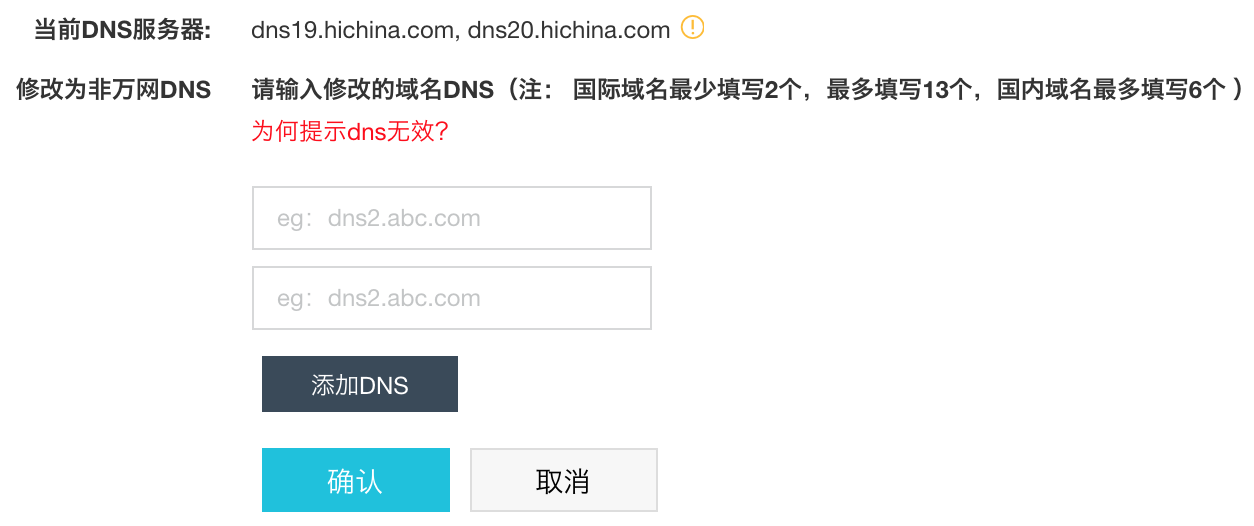 当前DNS服务器: dns19.hichina.com, dns20.hichina.com
修改为非万网DNS 请输入修改的域名DNS（注： 国际域名最少填写2个，最多填写13个，国内域名最多填写6个 ）
为何提示dns无效?
eg：dns2.abc.com
eg：dns2.abc.com
添加DNS
确认 取消